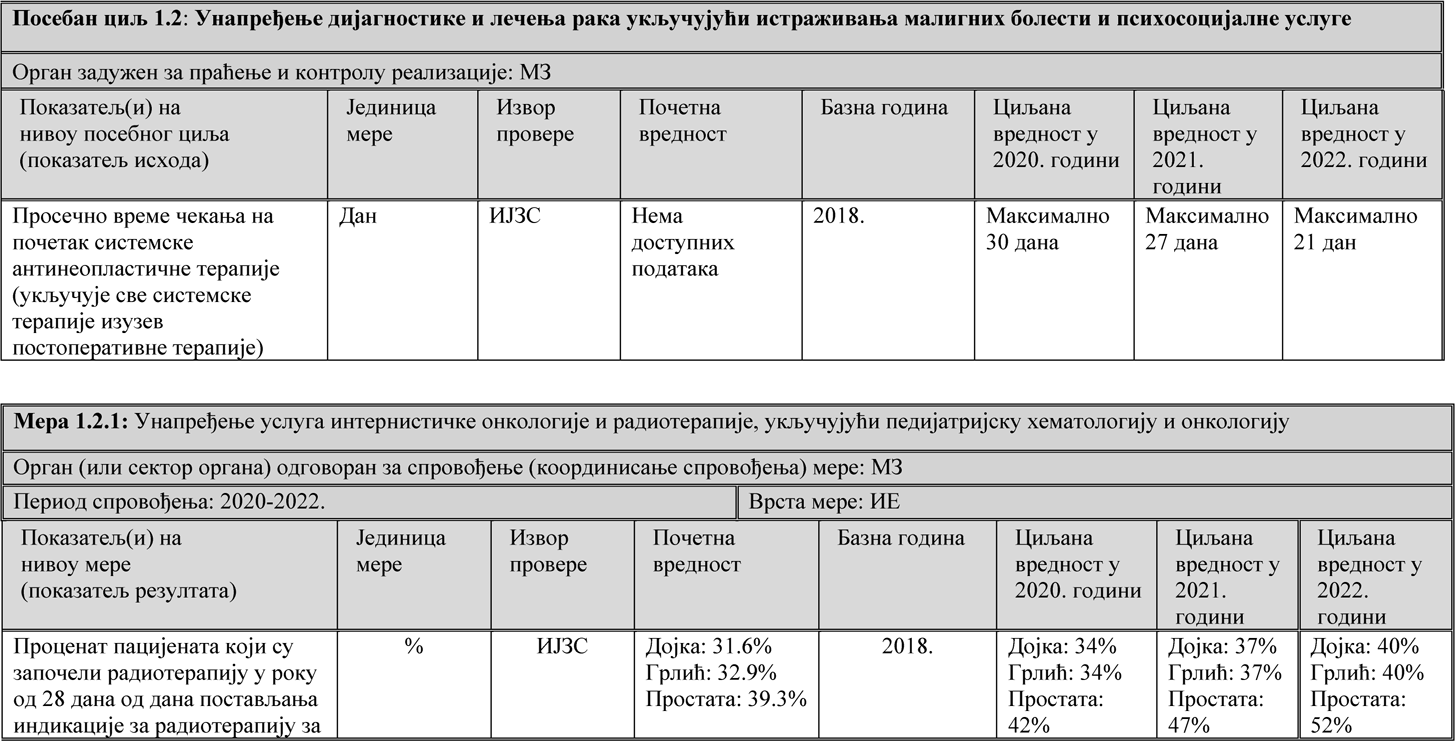 Посебан циљ 1.2: Унапређење дијагностике и лечења рака укључујући истраживања малигних болести и психосоцијалне услуге
Орган задужен за праћење и контролу реализације: МЗ
Показатељ(и) на
нивоу посебног циља
(показатељ исхода)
Јединица
мере
Извор
провере
Почетна
вредност
Базна година
Циљана
вредност у
2020. години
Циљана
вредност у
2021.
години
Циљана
вредност у
2022. години
Просечно време чекања на
почетак системске
антинеопластичне терапије
(укључује све системске
терапије изузев
постоперативне терапије)
Дан
ИЈЗС
Нема
доступних
података
2018.
Максимално
30 дана
Максимално
27 дана
Максимално
21 дан
Мера 1.2.1: Унапређење услуга интернистичке онкологије и радиотерапије, укључујући педијатријску хематологију и онкологију
Орган (или сектор органа) одговоран за спровођење (координисање спровођења) мере: МЗ
Период спровођења: 2020-2022.
Врста мере: ИЕ
Показатељ(и) на
нивоу мере
(показатељ резултата)
Јединица
мере
Извор
провере
Почетна
вредност
Базна година
Циљана
вредност у
2020. години
Циљана
вредност у
2021.
години
Циљана
вредност у
2022.
години
Проценат пацијената који су
започели радиотерапију у року
од 28 дана од дана постављања
индикације за радиотерапију за
%
ИЈЗС
Дојка: 31.6%
Грлић: 32.9%
Простата: 39.3%
2018.
Дојка: 34%
Грлић: 34%
Простата:
42%
Дојка: 37%
Грлић: 37%
Простата:
47%
Дојка: 40%
Грлић: 40%
Простата:
52%